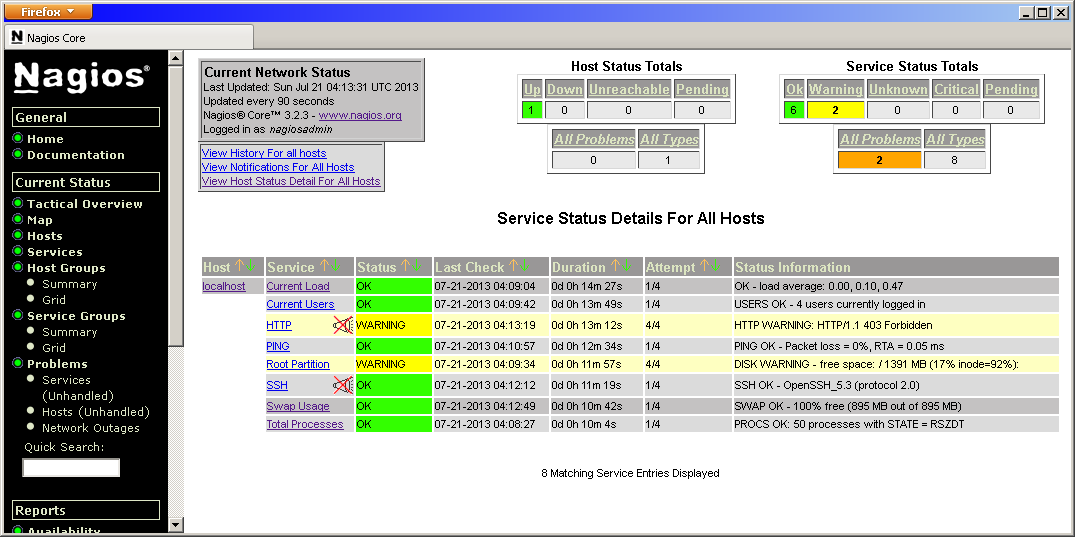 Firefox
Nagios Core
Nagios®
General
Home
Documentation
Current Status
Tactical Overview
Map
Hosts
Services
Host Groups
Summary
Grid
Service Groups
Summary
Grid
Problems
Services
(Unhandled)
Hosts (Unhandled)
Network Outages
Quick Search:
Reports
Availability
Current Network Status
Last Updated: Sun Jul 21 04:13:31 UTC 2013
Updated every 90 seconds
Nagios® Core™ 3.2.3 - www.nagios.org
Logged in as nagiosadmin
View History For all hosts
View Notifications For All Hosts
View Host Status Detail For All Hosts
Host Status Totals
Up Down Unreachable Pending
1 0 0 0
All Problems All Types
0 1
Service Status Totals
Ok Warning Unknown Critical Pending
6 2 0 0 0
All Problems All Types
2 8
Service Status Details For All Hosts
Host Service Status Last Check Duration Attempt Status Information
localhost Current Load OK 07-21-2013 04:09:04 0d 0h 14m 27s 1/4 OK - load average: 0.00, 0.10, 0.47
Current Users OK 07-21-2013 04:09:42 0d 0h 13m 49s 1/4 USERS OK - 4 users currently logged in
HTTP WARNING 07-21-2013 04:13:19 0d 0h 13m 12s 4/4 HTTP WARNING: HTTP/1.1 403 Forbidden
PING OK 07-21-2013 04:10:57 0d 0h 12m 34s 1/4 PING OK - Packet loss = 0%, RTA = 0.05 ms
Root Partition WARNING 07-21-2013 04:09:34 0d 0h 11m 57s 4/4 DISK WARNING - free space: / 1391 MB (17% inode=92%):
SSH OK 07-21-2013 04:12:12 0d 0h 11m 19s 1/4 SSH OK - OpenSSH_5.3 (protocol 2.0)
Swap Usage OK 07-21-2013 04:12:49 0d 0h 10m 42s 1/4 SWAP OK - 100% free (895 MB out of 895 MB)
Total Processes OK 07-21-2013 04:08:27 0d 0h 10m 4s 1/4 PROCS OK: 50 processes with STATE = RSZDT
8 Matching Service Entries Displayed